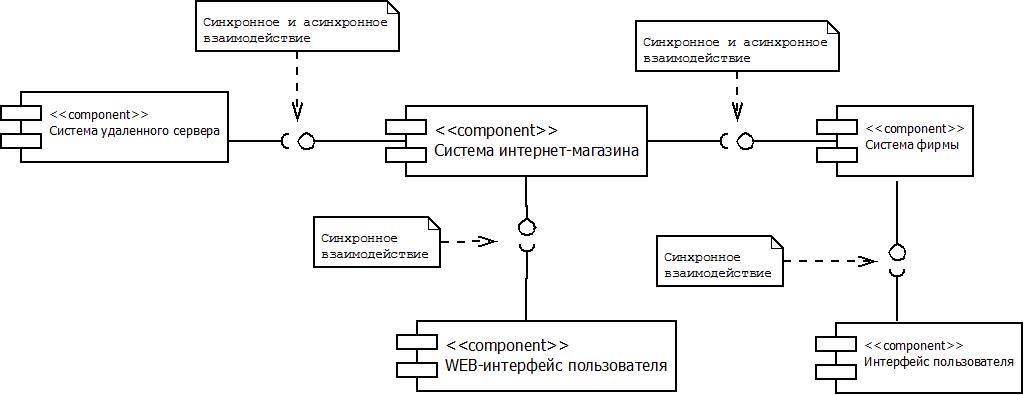 Синхронное и асинхронное
взаимодействие
Синхронное и асинхронное
взаимодействие
<<component>>
Система удаленного сервера
<<component>>
Система интернет-магазина
<<component>>
Система фирмы
Синхронное
взаимодействие
Синхронное
взаимодействие
<<component>>
WEB-интерфейс пользователя
<<component>>
Интерфейс пользователя